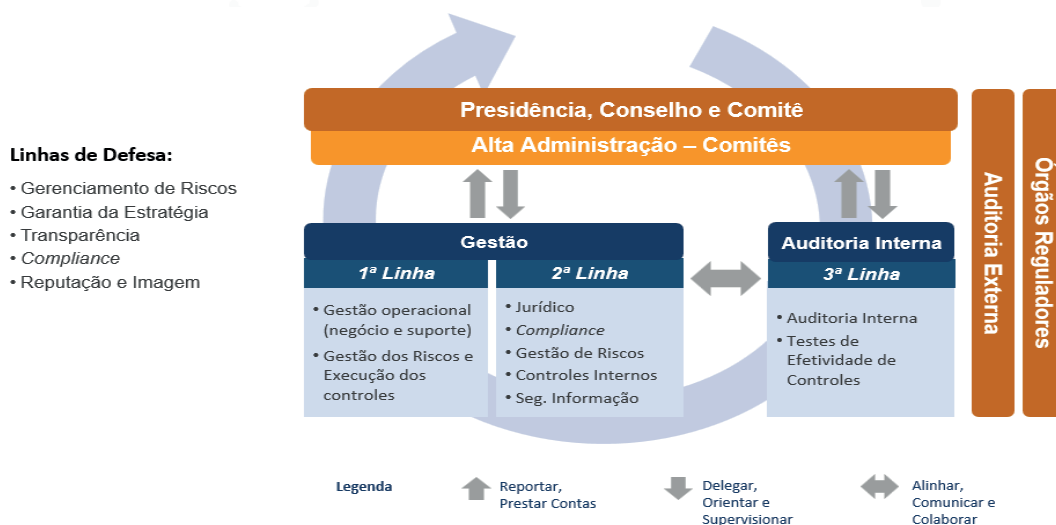 Presidência, Conselho e Comitê
Alta Administração – Comitês
Linhas de Defesa:
• Gerenciamento de Riscos
• Garantia da Estratégia
• Transparência
• Compliance
• Reputação e Imagem
Gestão
1ª Linha
2ª Linha
• Gestão operacional
(negócio e suporte)
• Gestão dos Riscos e
Execução dos
controles
• Jurídico
• Compliance
• Gestão de Riscos
• Controles Internos
• Seg. Informação
Auditoria Interna
3ª Linha
• Auditoria Interna
• Testes de
Efetividade de
Controles
Auditoria Externa
Órgãos Reguladores
Legenda
Reportar,
Prestar Contas
Delegar,
Orientar e
Supervisionar
Alinhar,
Comunicar e
Colaborar